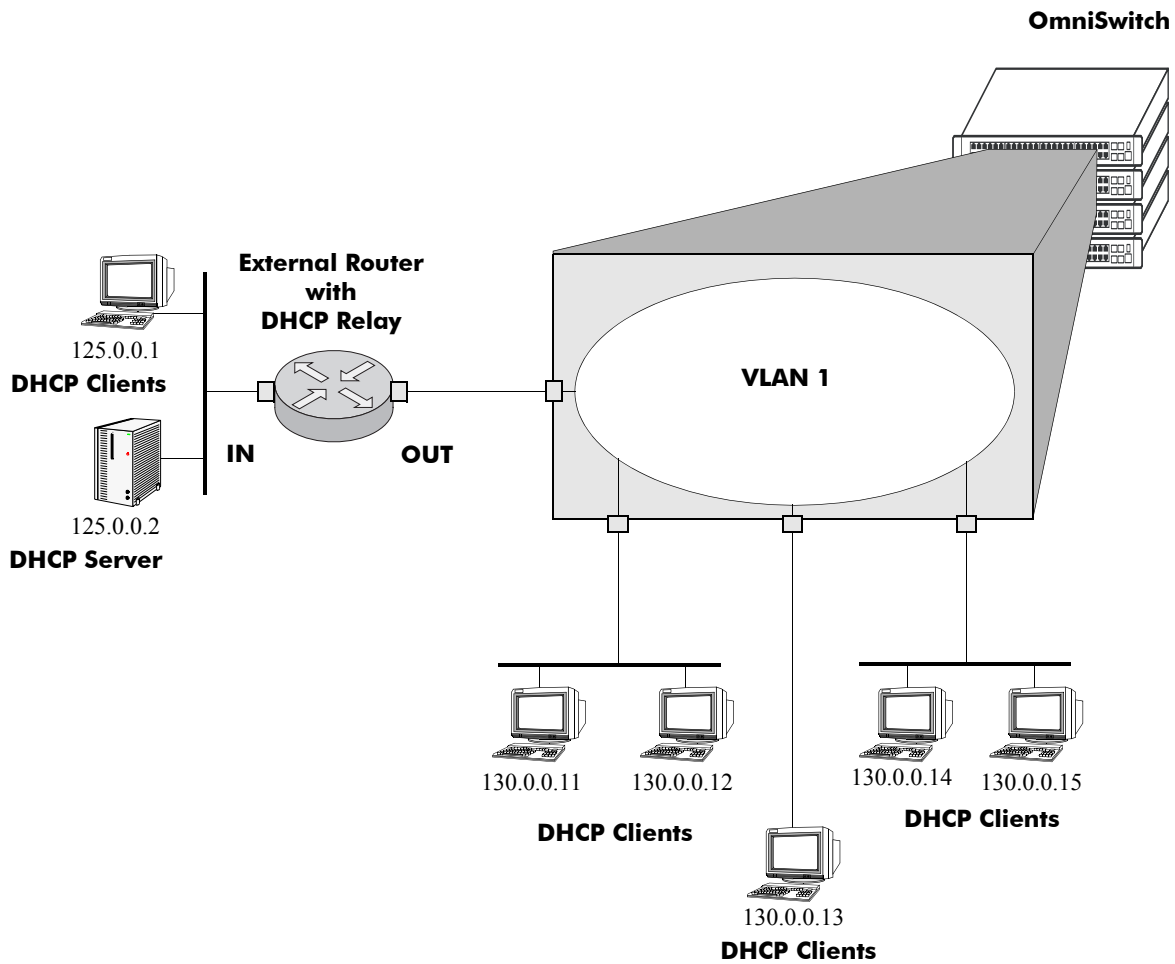 OmniSwitch
External Router
with
DHCP Relay
125.0.0.1
DHCP Clients
VLAN 1
IN
OUT
125.0.0.2
DHCP Server
130.0.0.11
130.0.0.12
DHCP Clients
130.0.0.14
130.0.0.15
DHCP Clients
130.0.0.13
DHCP Clients